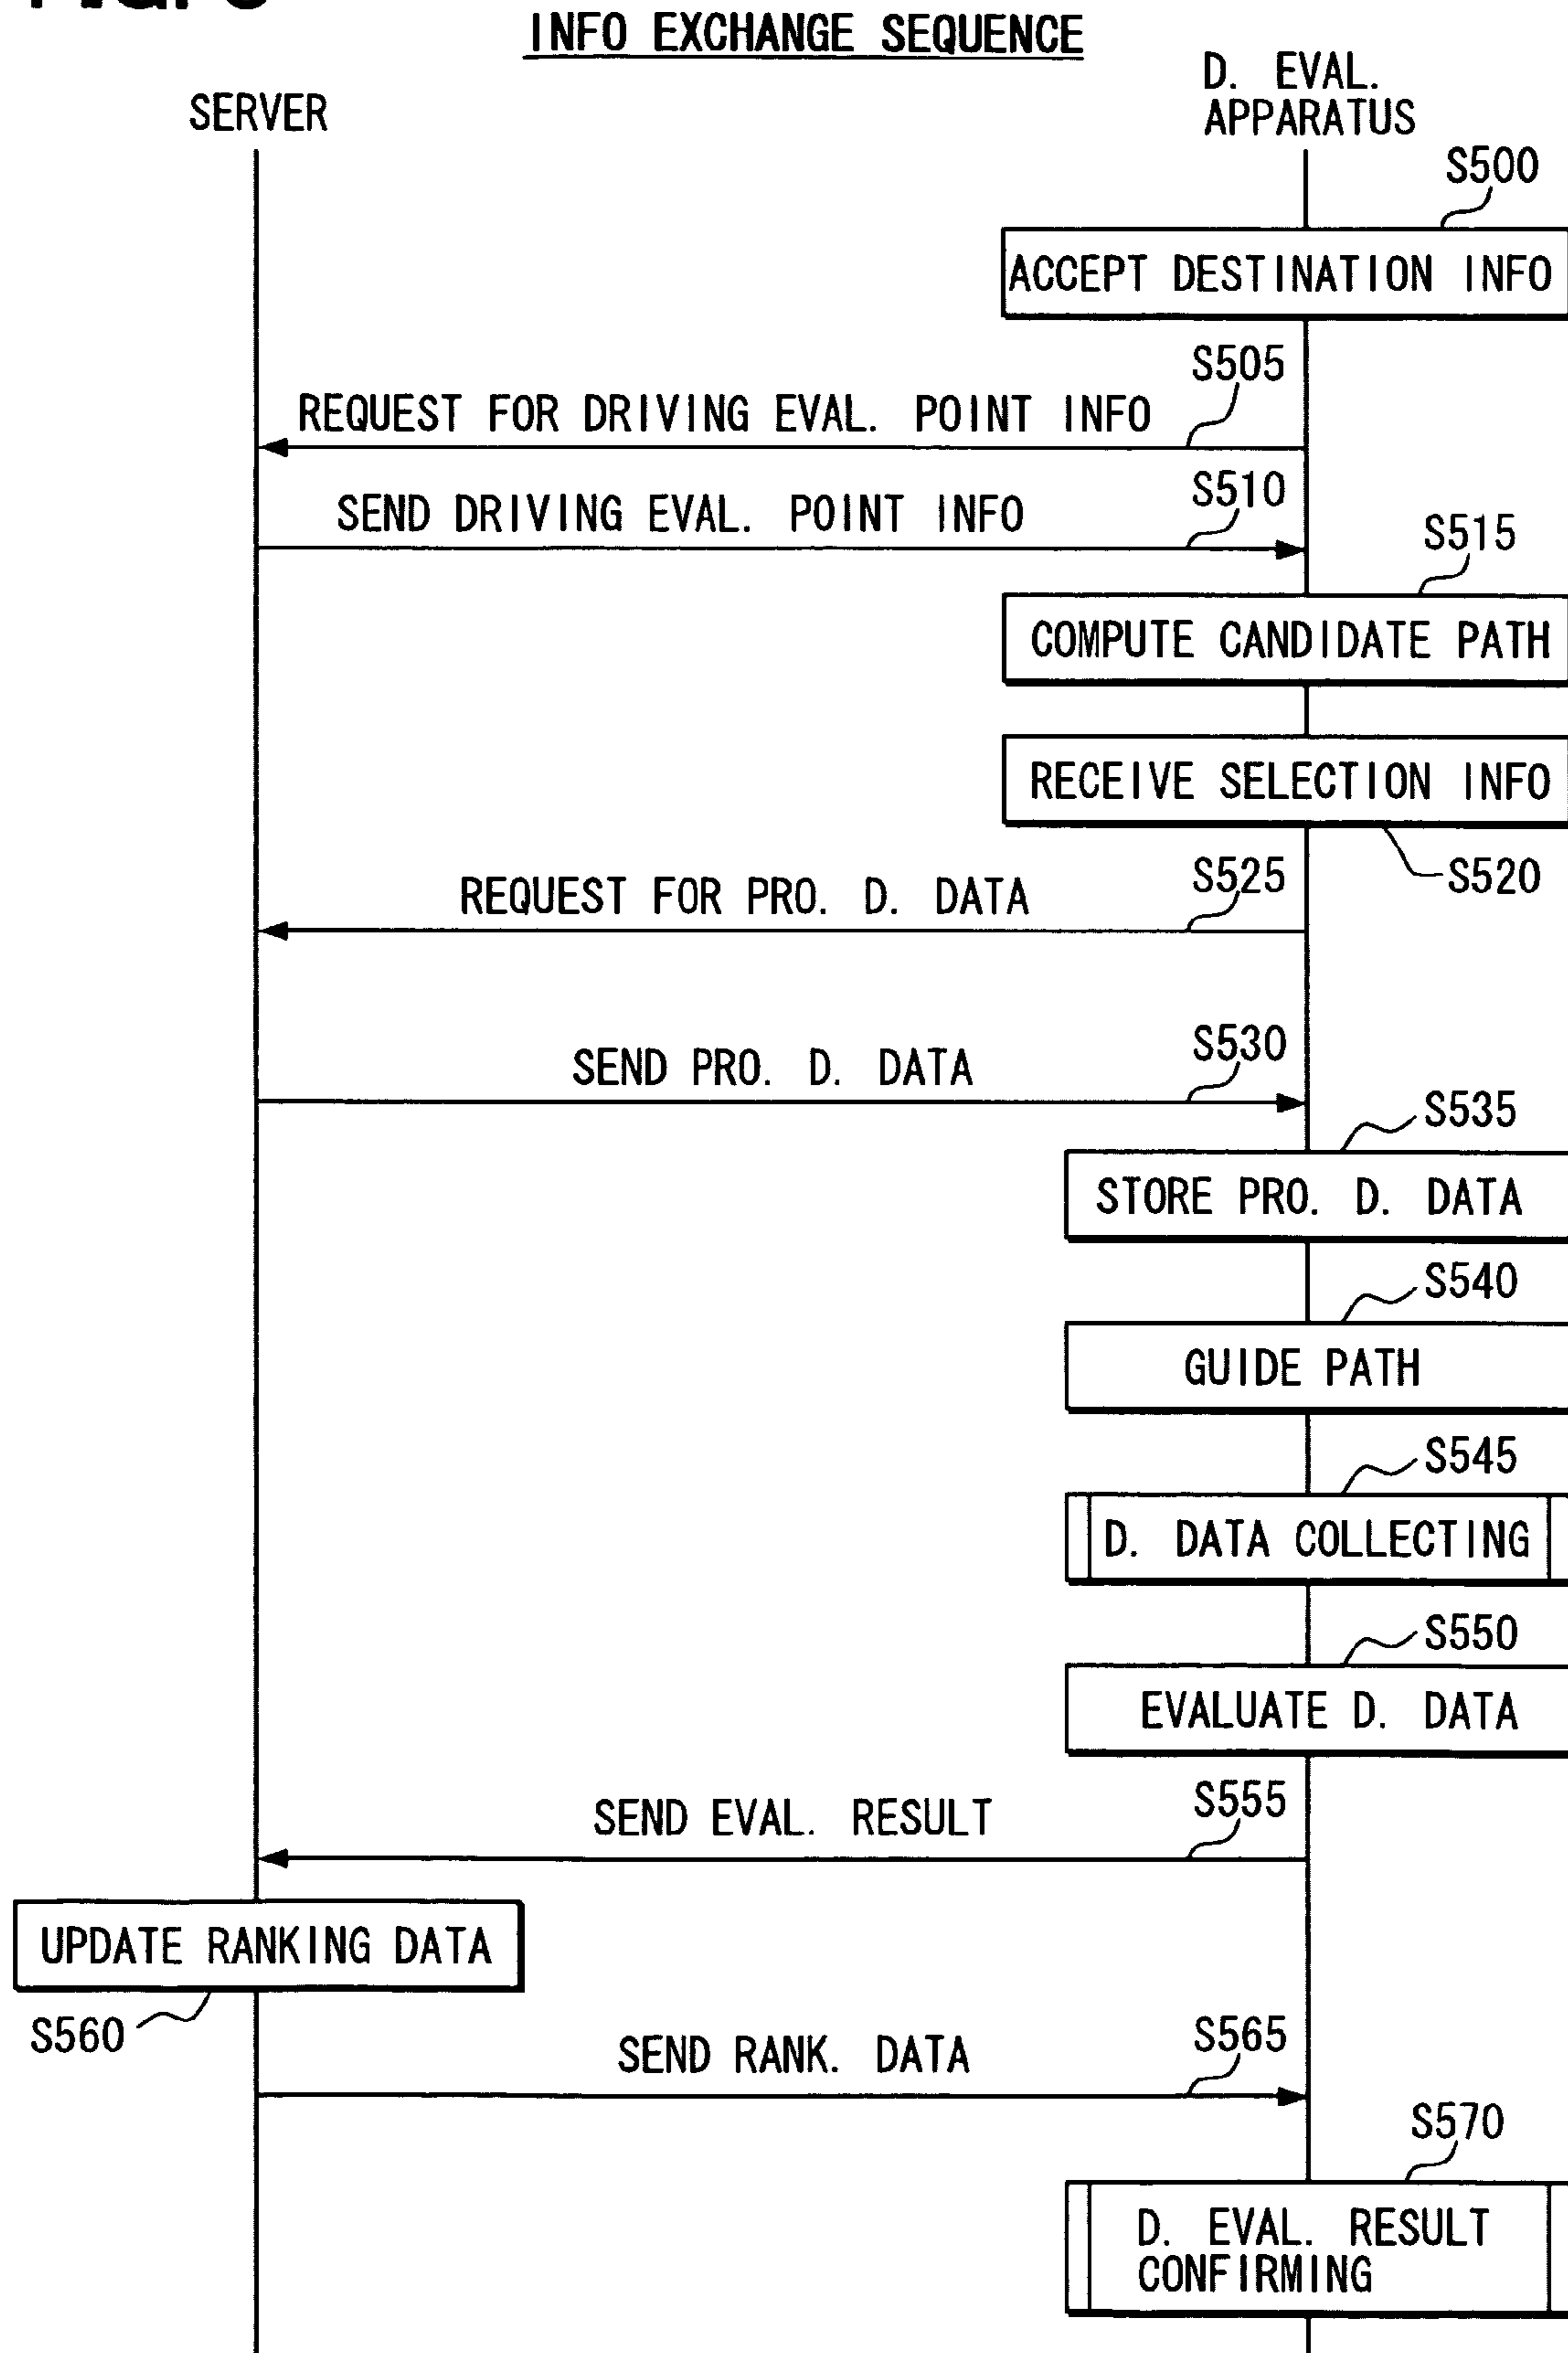 INFO EXCHANGE SEQUENCE
SERVER
D. EVAL.
APPARATUS
S500
ACCEPT DESTINATION INFO
S505
REQUEST FOR DRIVING EVAL. POINT INFO
S510
SEND DRIVING EVAL. POINT INFO
S515
COMPUTE CANDIDATE PATH
RECEIVE SELECTION INFO
S520
S525
REQUEST FOR PRO. D. DATA
S530
SEND PRO. D. DATA
S535
STORE PRO. D. DATA
S540
GUIDE PATH
S545
D. DATA COLLECTING
S550
EVALUATE D. DATA
S555
SEND EVAL. RESULT
UPDATE RANKING DATA
S560
S565
SEND RANK. DATA
S570
D. EVAL. RESULT
CONFIRMING